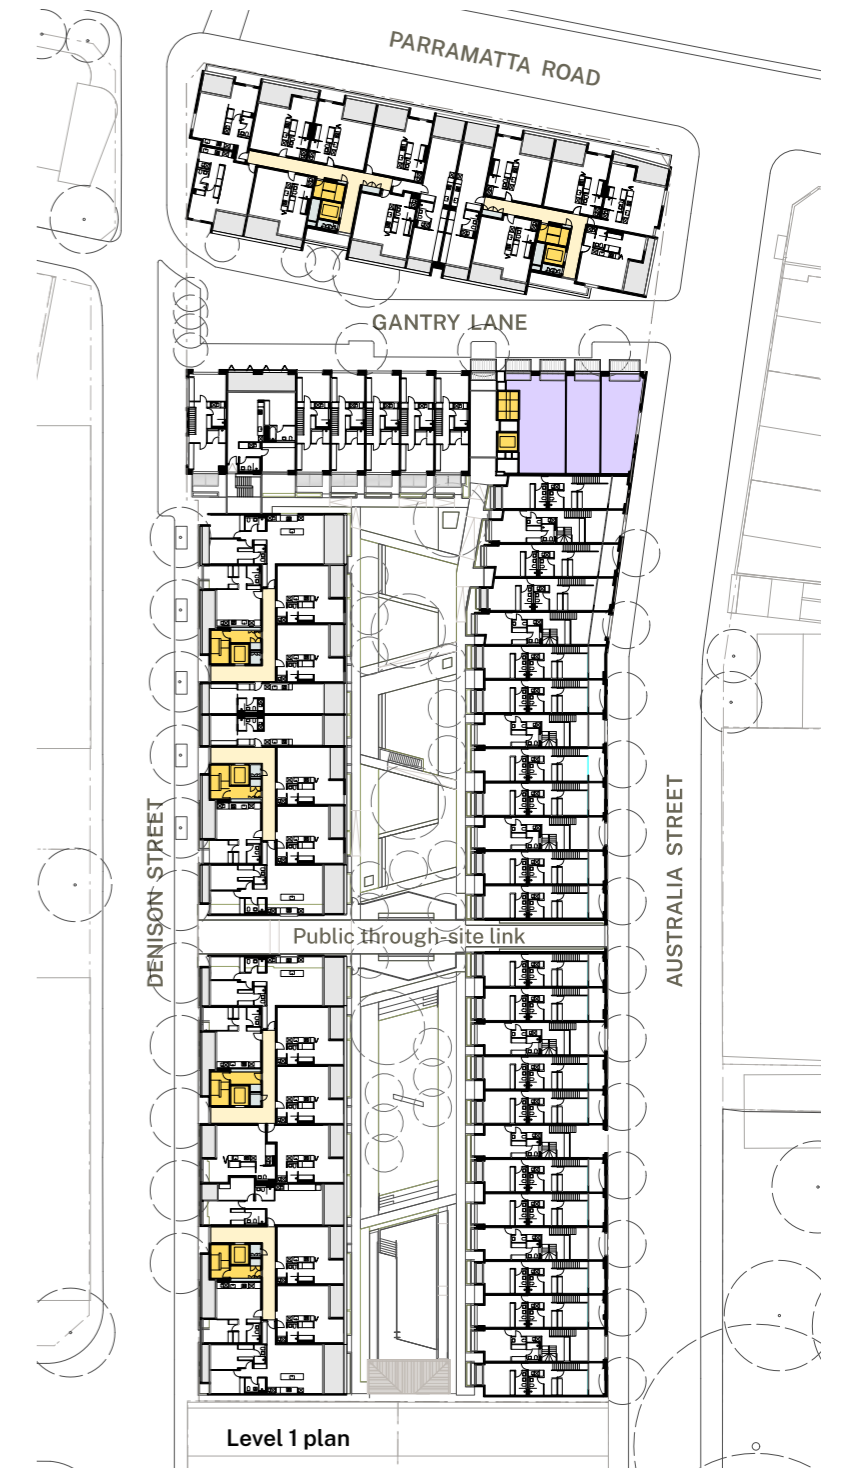 PARRAMATTA ROAD
GANTRY LANE
DENISON STREET
AUSTRALIA STREET
Public through-site link
Level 1 plan